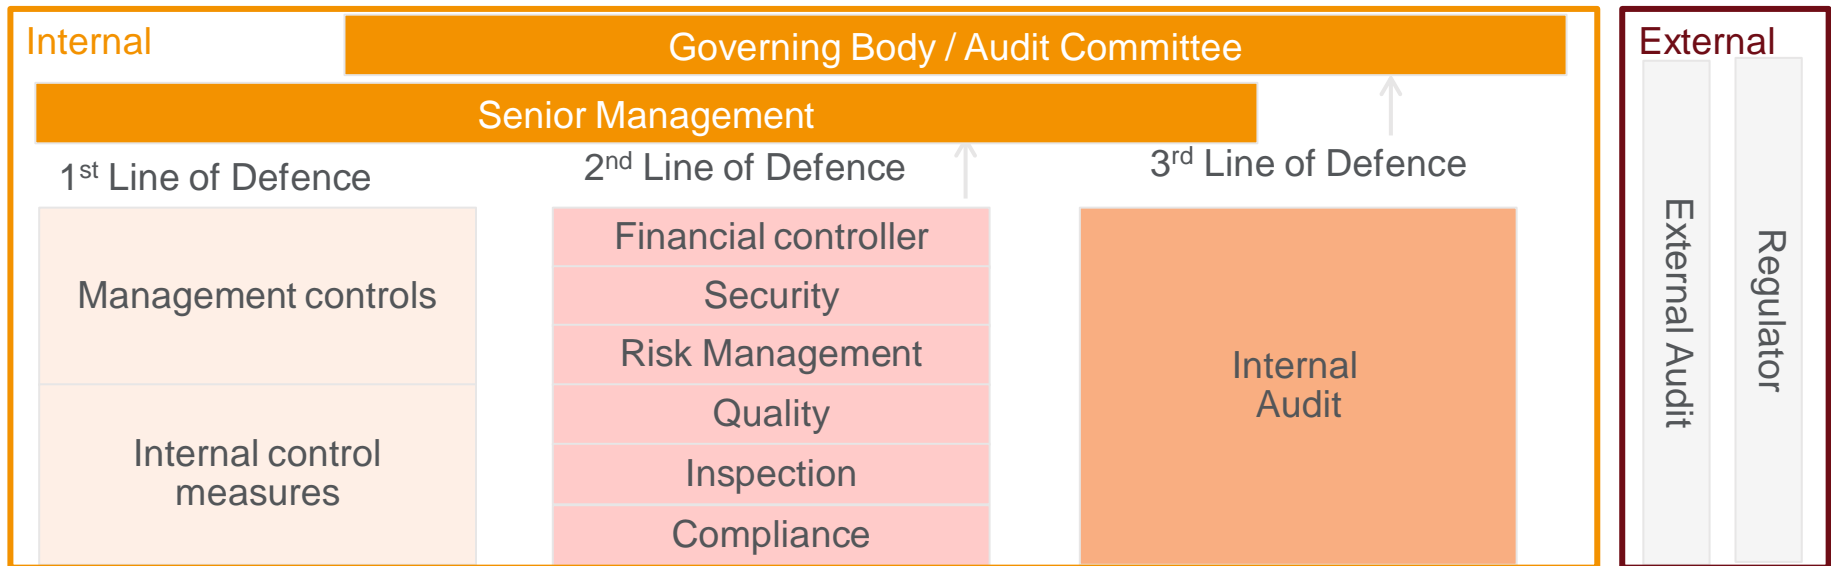 Internal
Governing Body / Audit Committee
External
Senior Management
1st Line of Defence
2nd Line of Defence
3rd Line of Defence
Management controls
Internal control
measures
Financial controller
Security
Risk Management
Quality
Inspection
Compliance
Internal
Audit
External Audit
Regulator